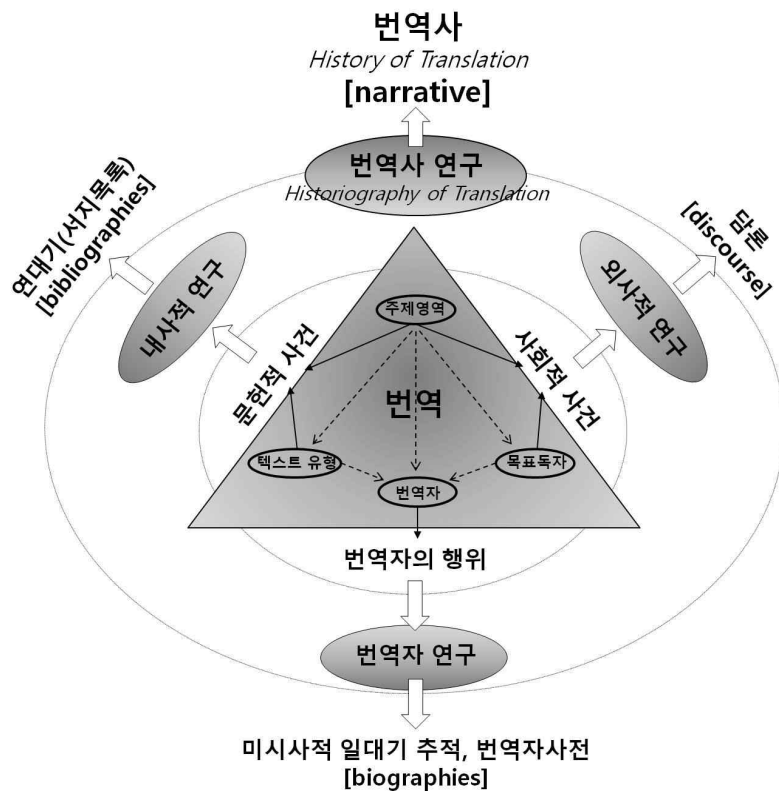 번역사
History of Translation
[narrative]
번역사 연구
Historiography of Translation
연대기(서지목록)
[bibliographies]
내사적 연구
담론
[discourse]
외사적 연구
주제영역
문헌적 사건
사회적 사건
번역
텍스트 유형
목표독자
번역자
번역자의 행위
번역자 연구
미시사적 일대기 추적, 번역자사전
[biographies]